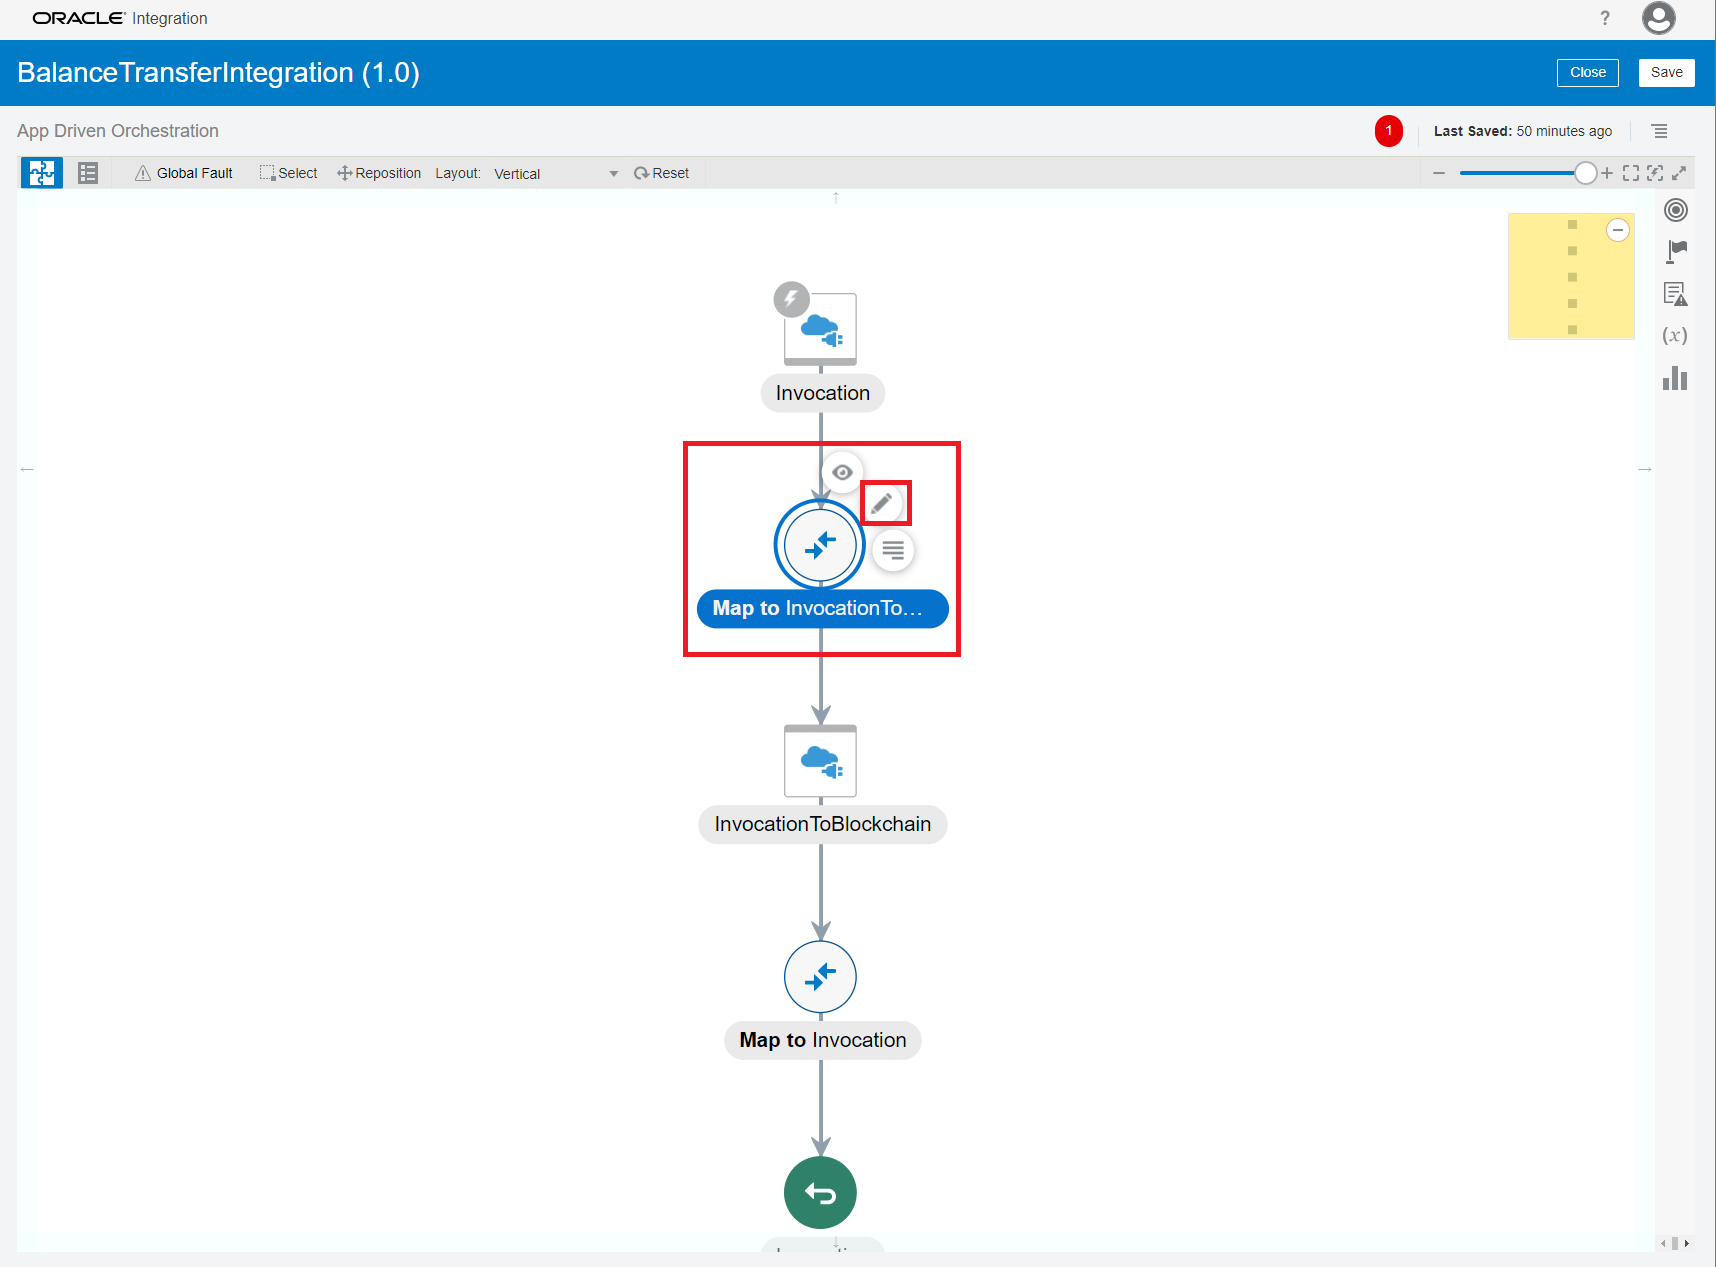 ORACLE Integration
?
BalanceTransferIntegration (1.0)
Close
Save
App Driven Orchestration
1
Last Saved: 50 minutes ago
Global Fault
Select
Reposition
Layout: Vertical
Reset
(x)
Invocation
Map to InvocationTo...
InvocationToBlockchain
Map to Invocation